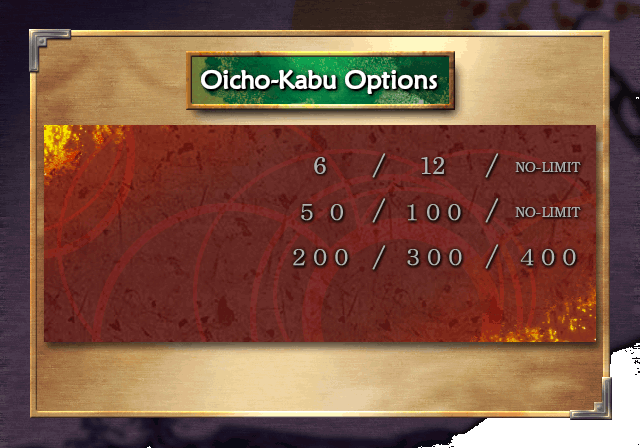 Oicho-Kabu Options
6 / 12 / NO-LIMIT
50 / 100 / NO-LIMIT
200 / 300 / 400